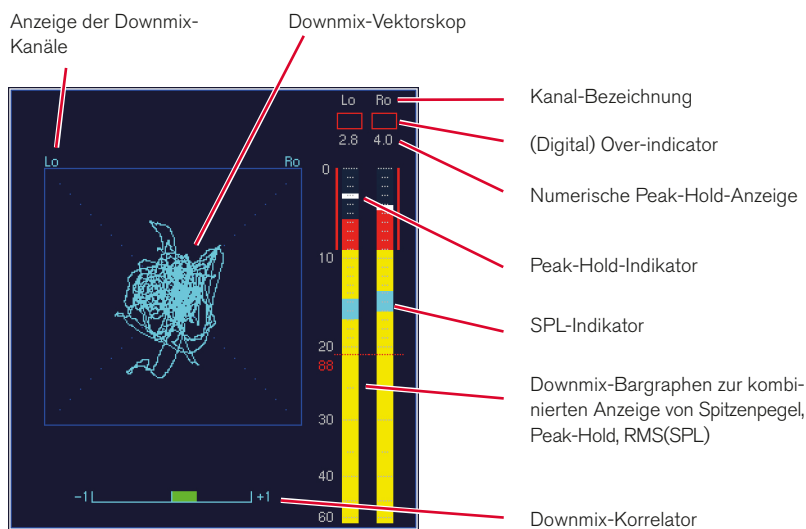 Anzeige der Downmix-
Kanäle
Downmix-Vektorskop
Lo Ro
2.8 4.0
Lo
Ro
0
10
20
88
30
40
60
-1
+1
Kanal-Bezeichnung
(Digital) Over-indicator
Numerische Peak-Hold-Anzeige
Peak-Hold-Indikator
SPL-Indikator
Downmix-Bargraphen zur kombi-
nierten Anzeige von Spitzenpegel,
Peak-Hold, RMS(SPL)
Downmix-Korrelator